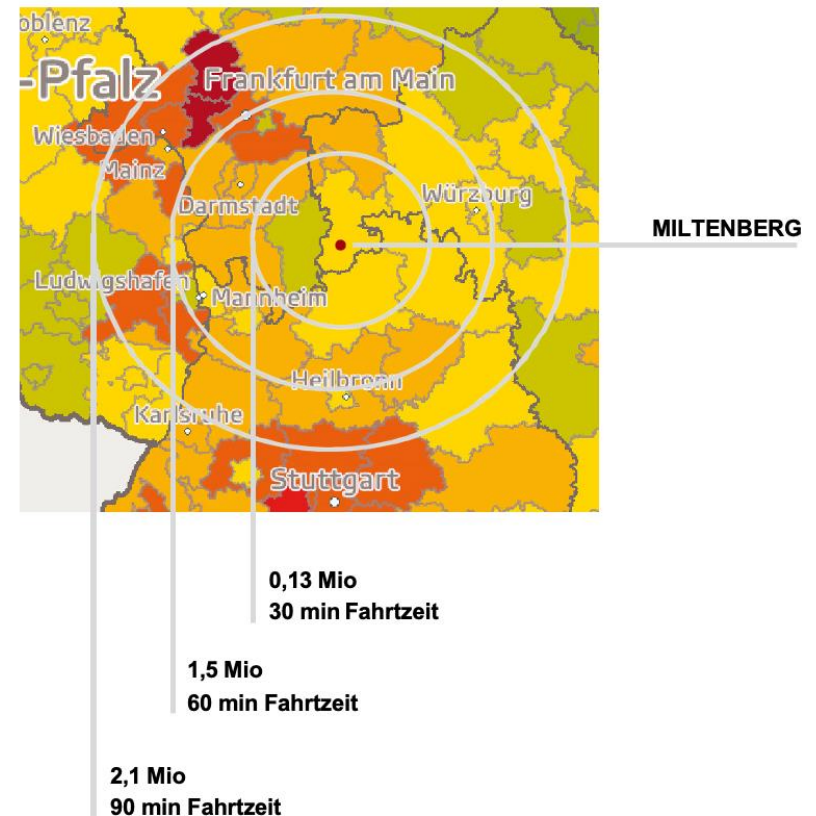 oblenz
-Pfalz
Frankfurt am Main
Wiesbaden
Mainz
Darmstadt
Würzburg
MILTENBERG
Ludwigshafen
Mannheim
Heilbronn
Karlsruhe
Stuttgart
0,13 Mio
30 min Fahrtzeit
1,5 Mio
60 min Fahrtzeit
2,1 Mio
90 min Fahrtzeit